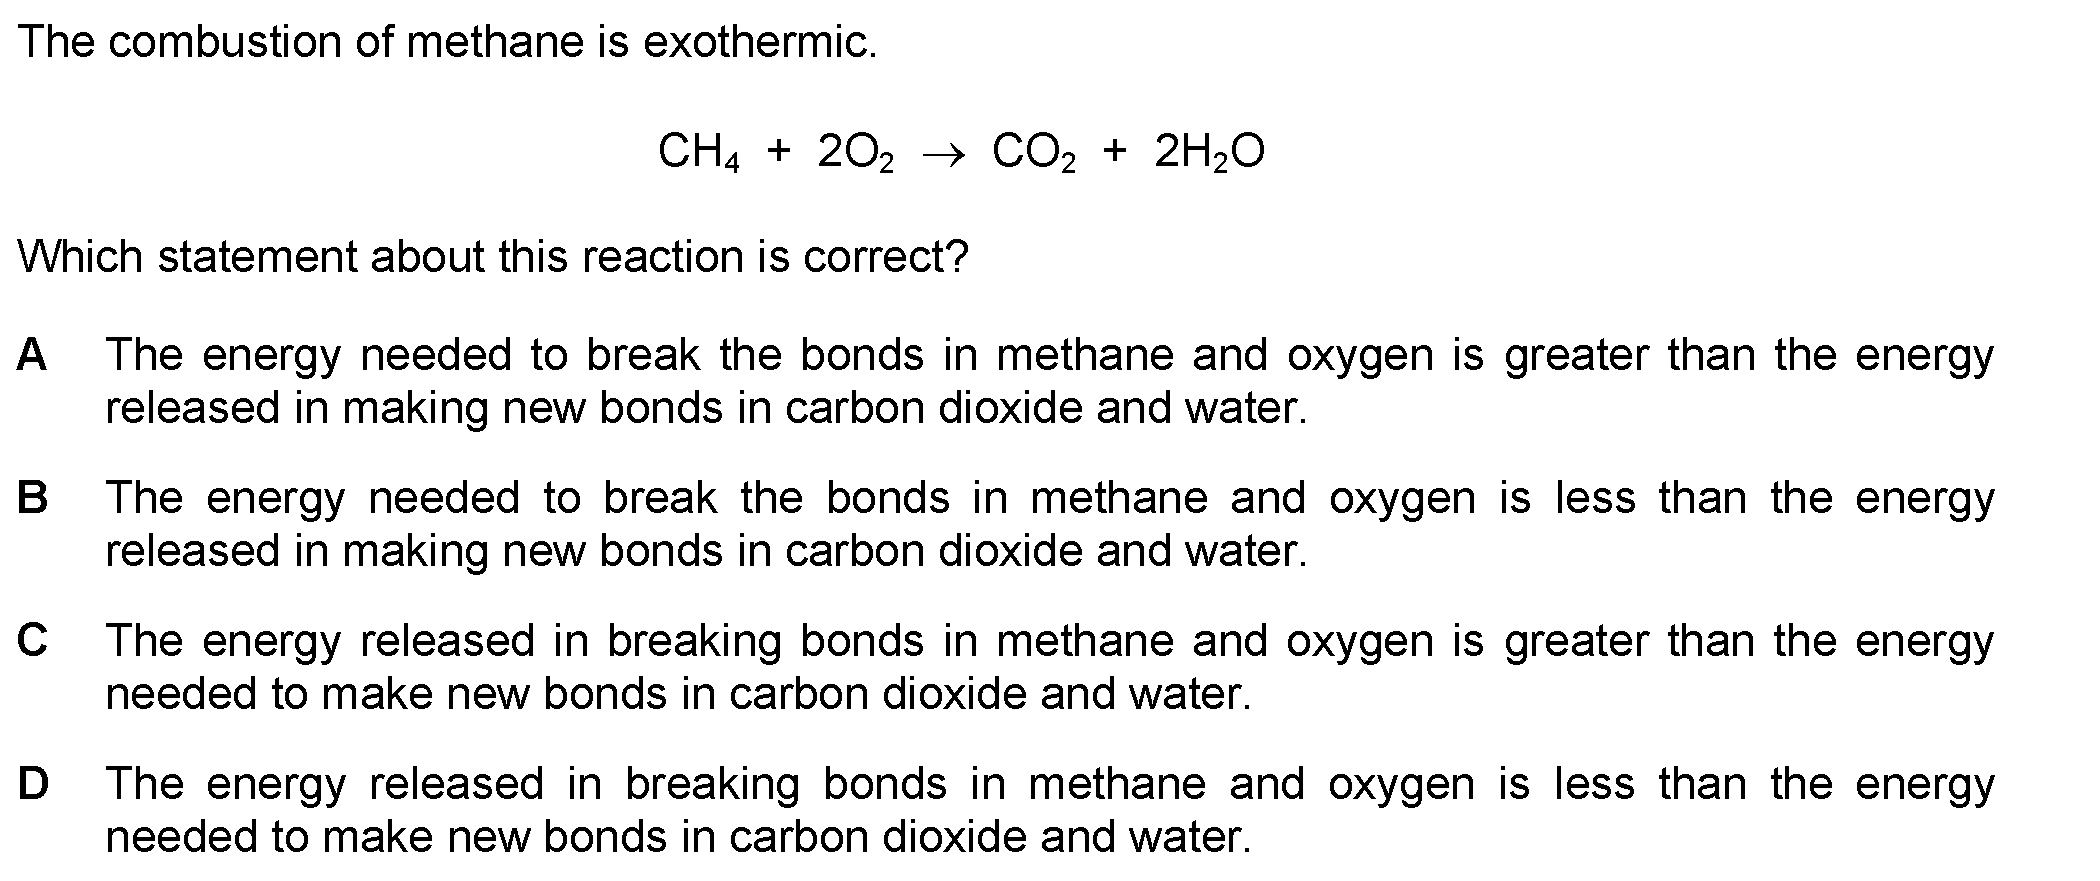 The combustion of methane is exothermic.
CH₄ + 2O₂ → CO₂ + 2H₂O
Which statement about this reaction is correct?
A The energy needed to break the bonds in methane and oxygen is greater than the energy
released in making new bonds in carbon dioxide and water.
B The energy needed to break the bonds in methane and oxygen is less than the energy
released in making new bonds in carbon dioxide and water.
C The energy released in breaking bonds in methane and oxygen is greater than the energy
needed to make new bonds in carbon dioxide and water.
D The energy released in breaking bonds in methane and oxygen is less than the energy
needed to make new bonds in carbon dioxide and water.